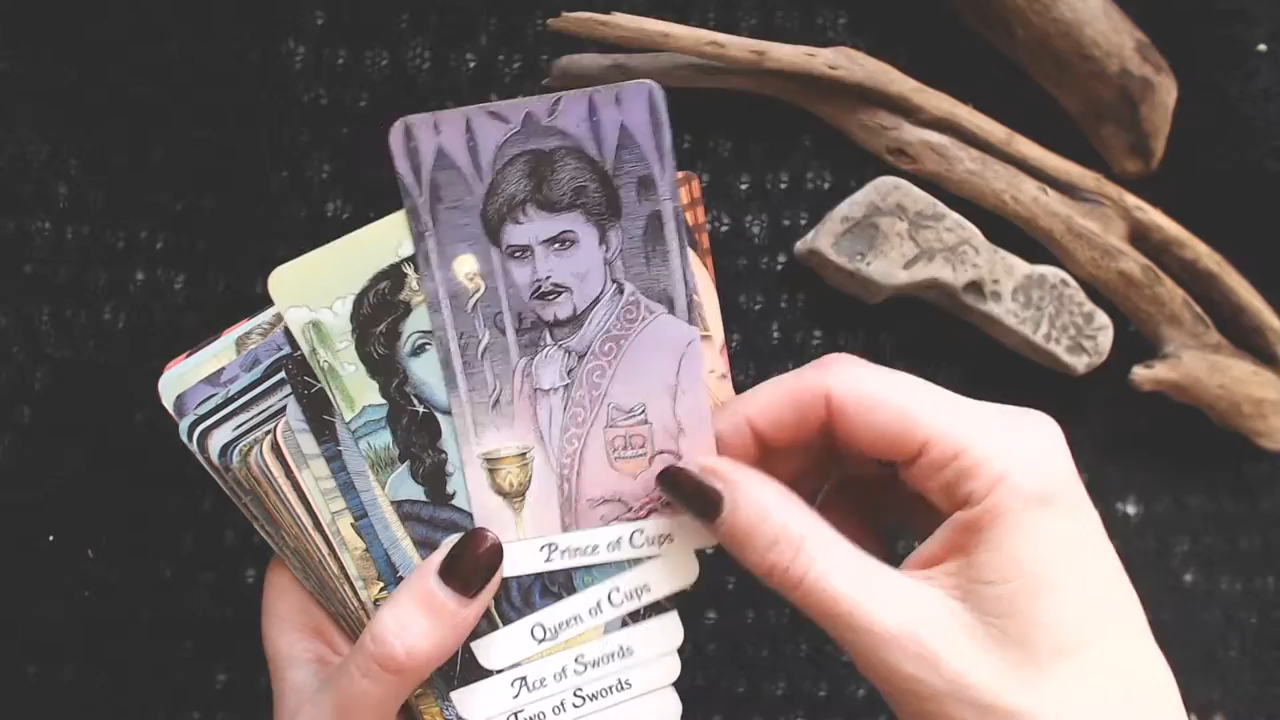 Prince of Cups
Queen of Cups
Ace of Swords
Two of Swords